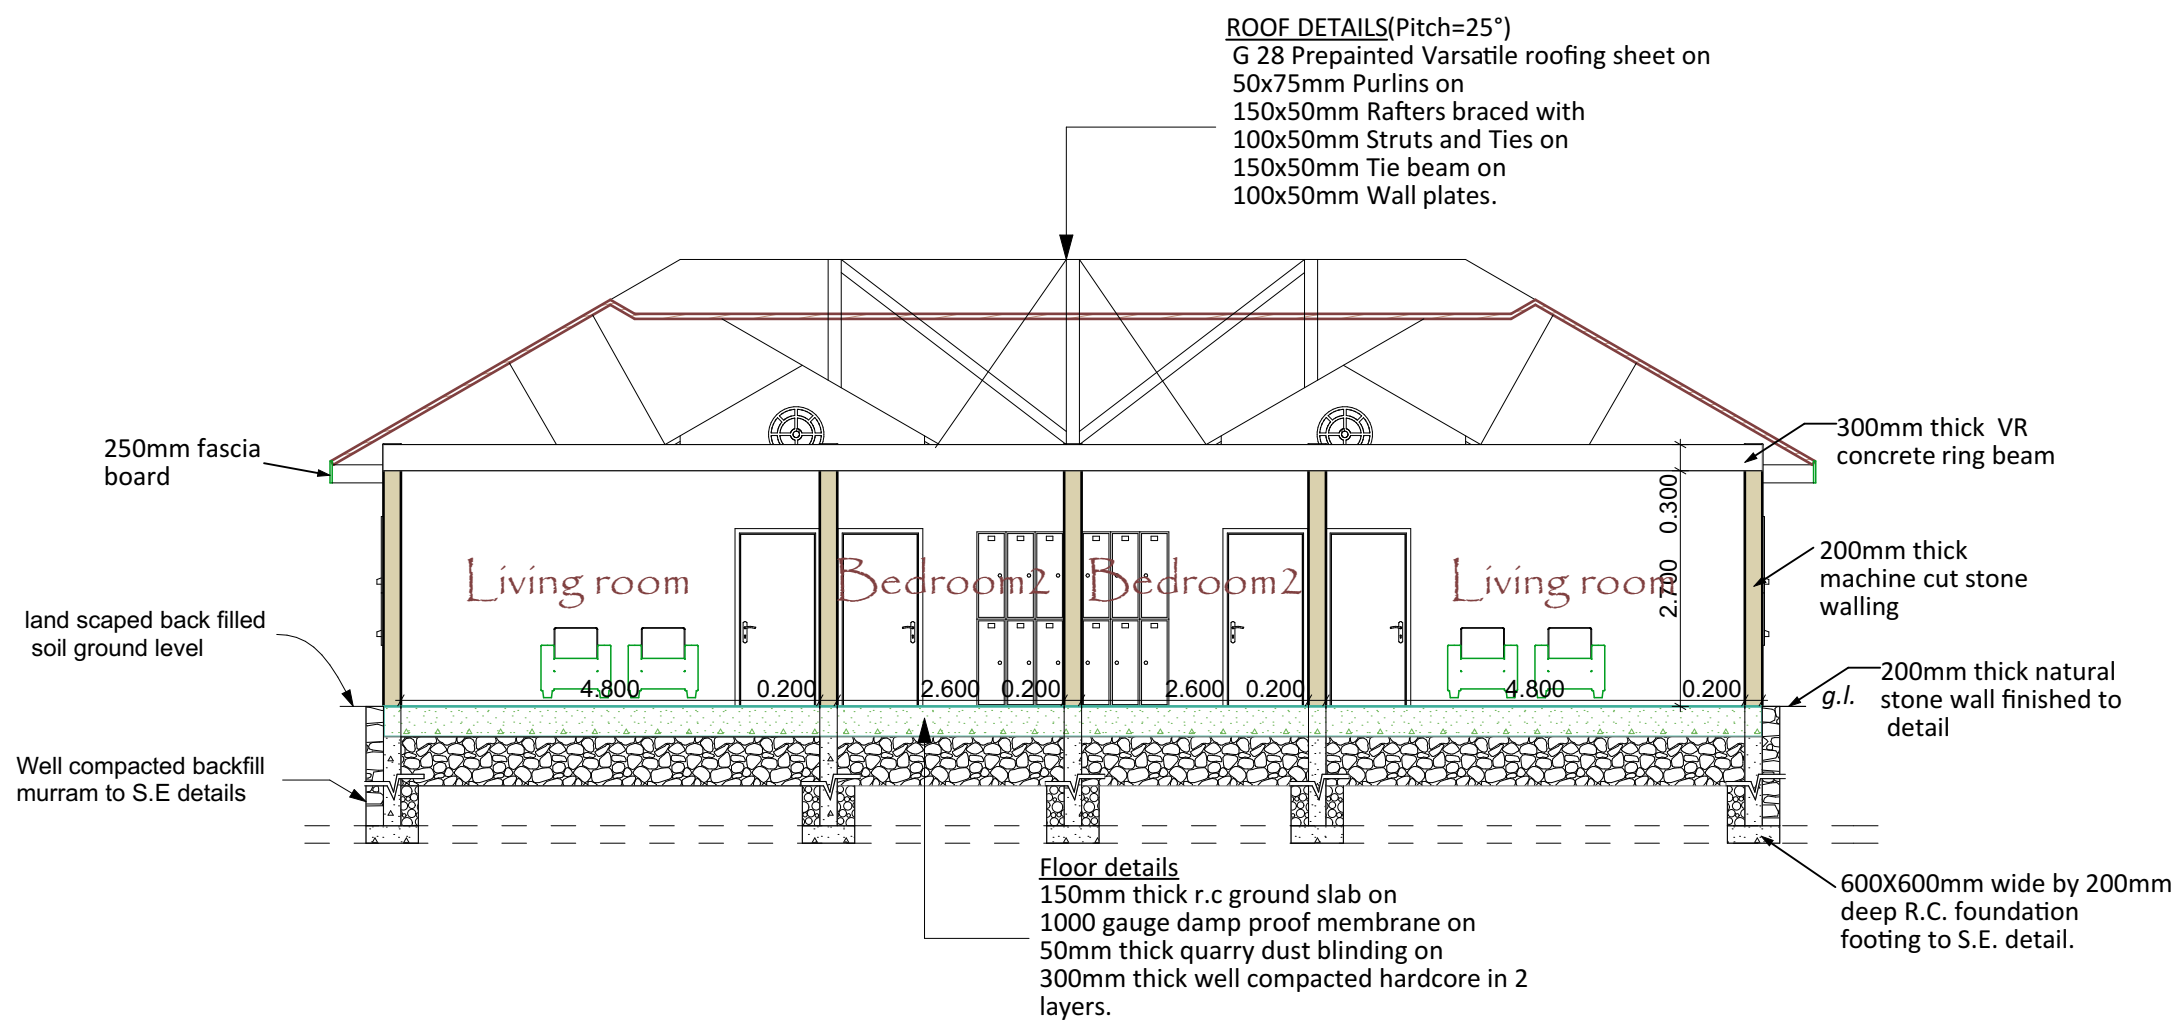 ROOF DETAILS(Pitch=25°)
G 28 Prepainted Varsatile roofing sheet on
50x75mm Purlins on
150x50mm Rafters braced with
100x50mm Struts and Ties on
150x50mm Tie beam on
100x50mm Wall plates.
250mm fascia
board
300mm thick VR
concrete ring beam
0.300
2.700
200mm thick
machine cut stone
walling
Living room
Bedroom2
Bedroom2
Living room
land scaped back filled
soil ground level
4.800
0.200
2.600
0.200
2.600
0.200
4.800
0.200
g.l.
200mm thick natural
stone wall finished to
detail
Well compacted backfill
murram to S.E details
Floor details
150mm thick r.c ground slab on
1000 gauge damp proof membrane on
50mm thick quarry dust blinding on
300mm thick well compacted hardcore in 2
layers.
600X600mm wide by 200mm
deep R.C. foundation
footing to S.E. detail.